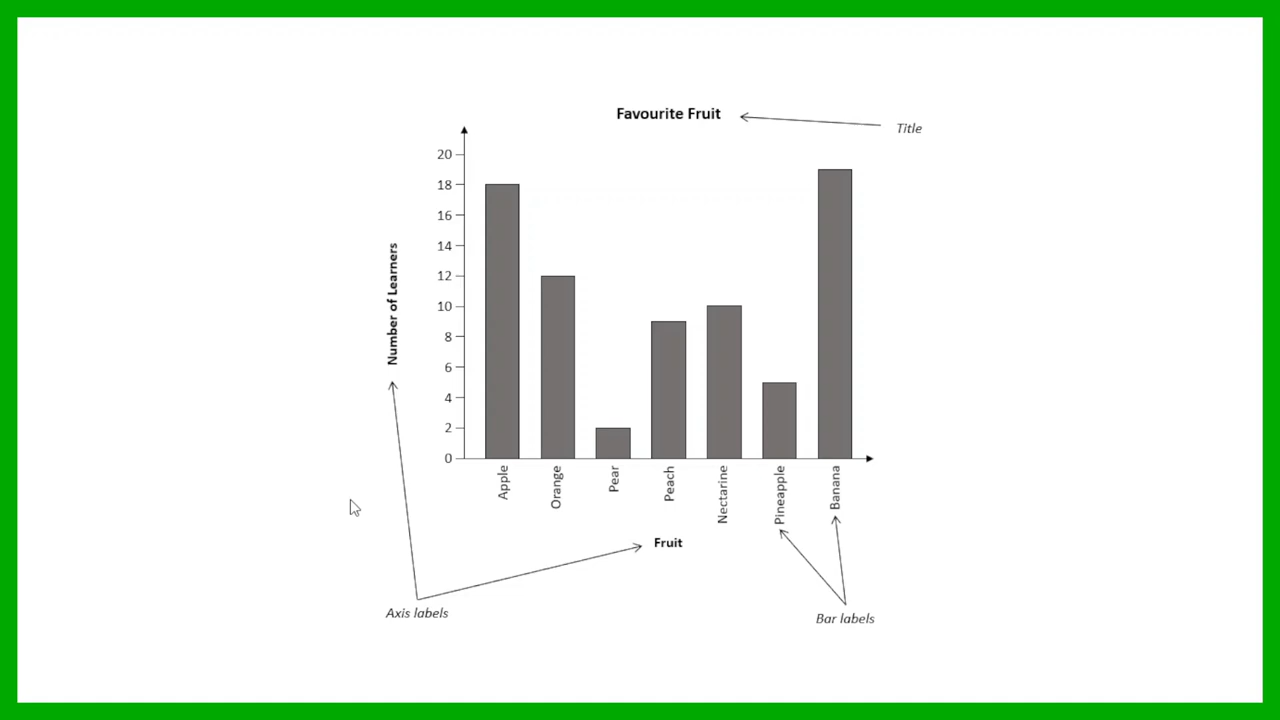 Favourite Fruit
Title
20
18
16
14
12
10
8
6
4
2
0
Number of Learners
Apple
Orange
Pear
Peach
Nectarine
Pineapple
Banana
Fruit
Axis labels
Bar labels